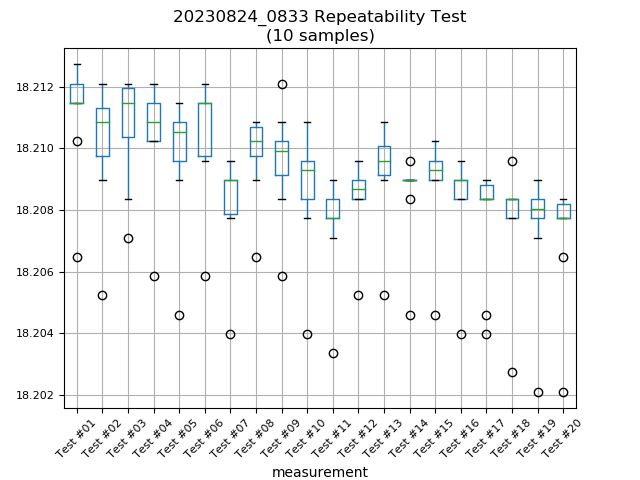 20230824_0833 Repeatability Test
(10 samples)
18.212
18.210
18.208
18.206
18.204
18.202
Test #01
Test #02
Test #03
Test #04
Test #05
Test #06
Test #07
Test #08
Test #09
Test #10
Test #11
Test #12
Test #13
Test #14
Test #15
Test #16
Test #17
Test #18
Test #19
Test #20
measurement